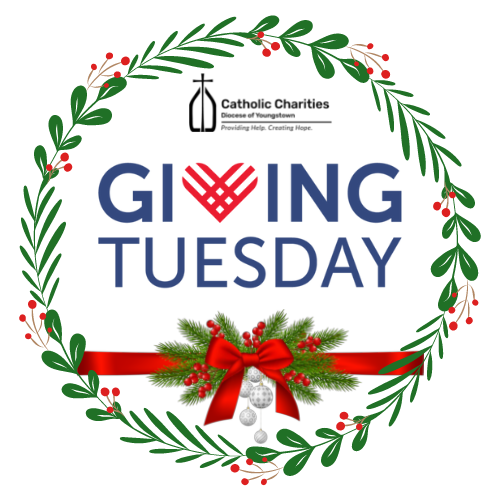 Catholic Charities
Diocese of Youngstown
Providing Help. Creating Hope.
GIVING
TUESDAY